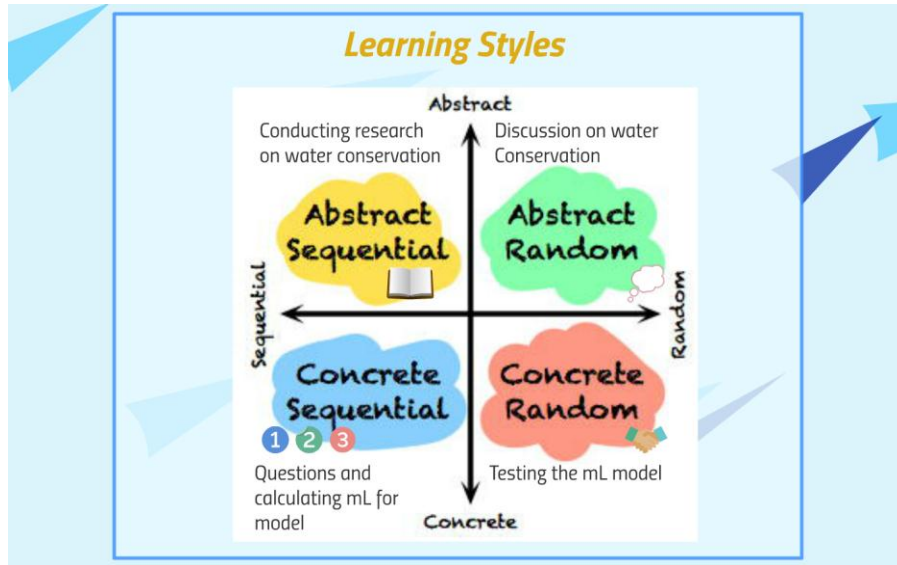 Learning Styles
Abstract
Conducting research
on water conservation
Discussion on water
Conservation
Abstract
Sequential
Abstract
Random
Sequential
Random
Concrete
Sequential
Concrete
Random
1 2 3
Questions and
calculating mL for
model
Testing the mL model
Concrete